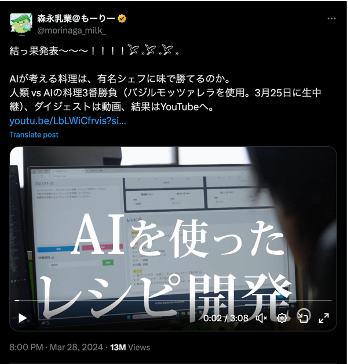 森永乳業@もーりー
@morinaga_milk_
結っ果発表〜〜〜！！！！
AIが考える料理は、有名シェフに味で勝てるのか。
人類 vs AIの料理3番勝負（バジルモッツァレラを使用。3月25日に生中
継）、ダイジェストは動画、結果はYouTubeへ。
youtu.be/LbLWiCfrvis?si...
Translate post
AIを使った
レシピ開発
0:02 / 3:08
8:00 PM · Mar 28, 2024 · 13M Views